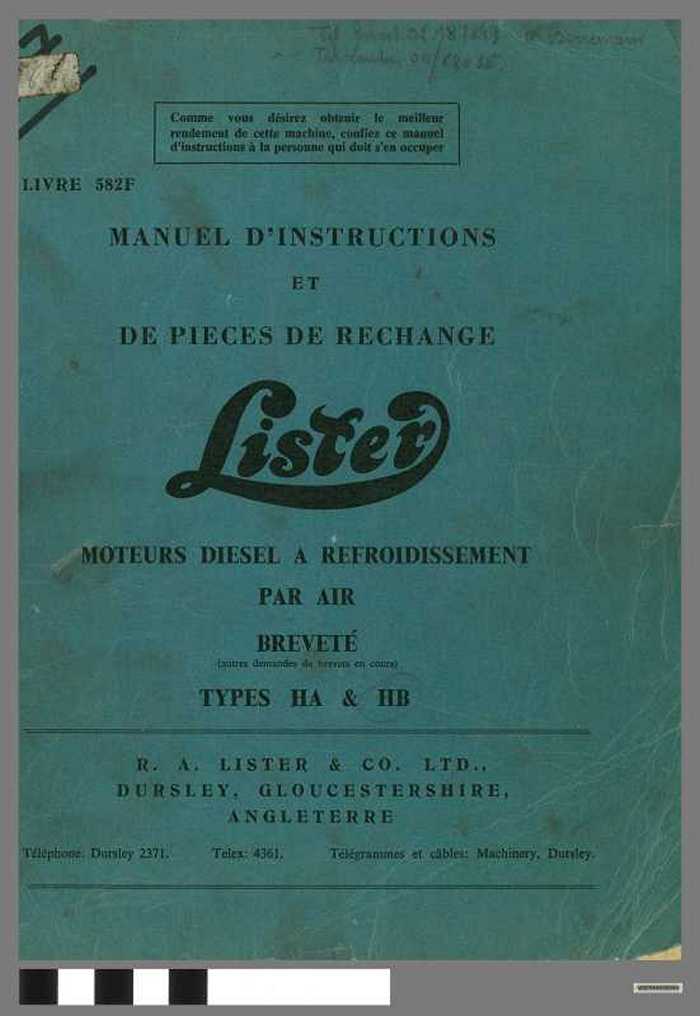 Comme vous désirez obtenir le meilleur
rendement de cette machine, confiez ce manuel
d'instructions à la personne qui doit s'en occuper
LIVRE 582F
MANUEL D'INSTRUCTIONS
ET
DE PIECES DE RECHANGE
Lister
MOTEURS DIESEL A REFROIDISSEMENT
PAR AIR
BREVETÉ
(autres demandes de brevets en cours)
TYPES HA & HB
R. A. LISTER & CO. LTD.,
DURSLEY, GLOUCESTERSHIRE,
ANGLETERRE
Téléphone: Dursley 2371. Telex: 4361. Télégrammes et câbles: Machinery, Dursley.